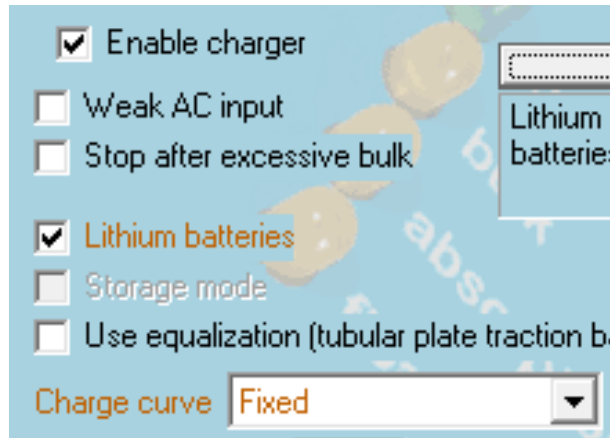 Enable charger
Weak AC input
Stop after excessive bulk
Lithium
batteries
Lithium batteries
Storage mode
Use equalization (tubular plate traction
Charge curve Fixed